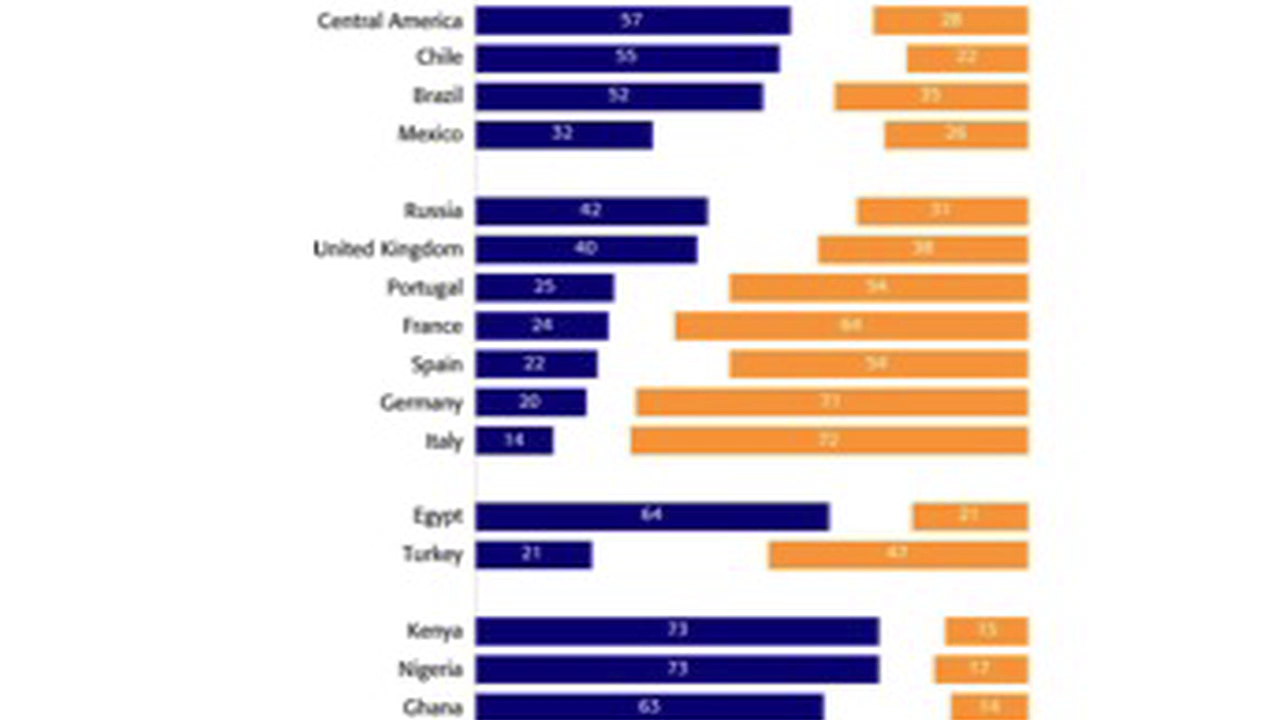 Central America 57 28
Chile 55 22
Brazil 52 35
Mexico 32 26
Russia 42 31
United Kingdom 40 38
Portugal 25 54
France 24 64
Spain 22 54
Germany 20 71
Italy 14 72
Egypt 64 21
Turkey 21 47
Kenya 73 15
Nigeria 73 17
Ghana 63 14